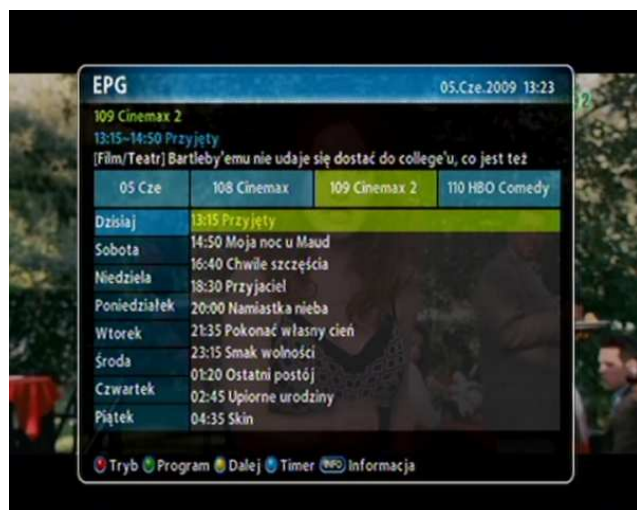 EPG 05.Cze.2009 13:23
109 Cinemax 2
13:15~14:50 Przyjęty
[Film/Teatr] Bartleby'emu nie udaje się dostać do college'u, co jest też
05 Cze 108 Cinemax 109 Cinemax 2 110 HBO Comedy
Dzisiaj 13:15 Przyjęty
Sobota 14:50 Moja noc u Maud
16:40 Chwile szczęścia
Niedziela 18:30 Przyjaciel
Poniedziałek 20:00 Namiastka nieba
Wtorek 21:35 Pokonać własny cień
Środa 23:15 Smak wolności
01:20 Ostatni postój
Czwartek 02:45 Upiorne urodziny
Piątek 04:35 Skin
Tryb Program Dalej Timer INFO Informacja